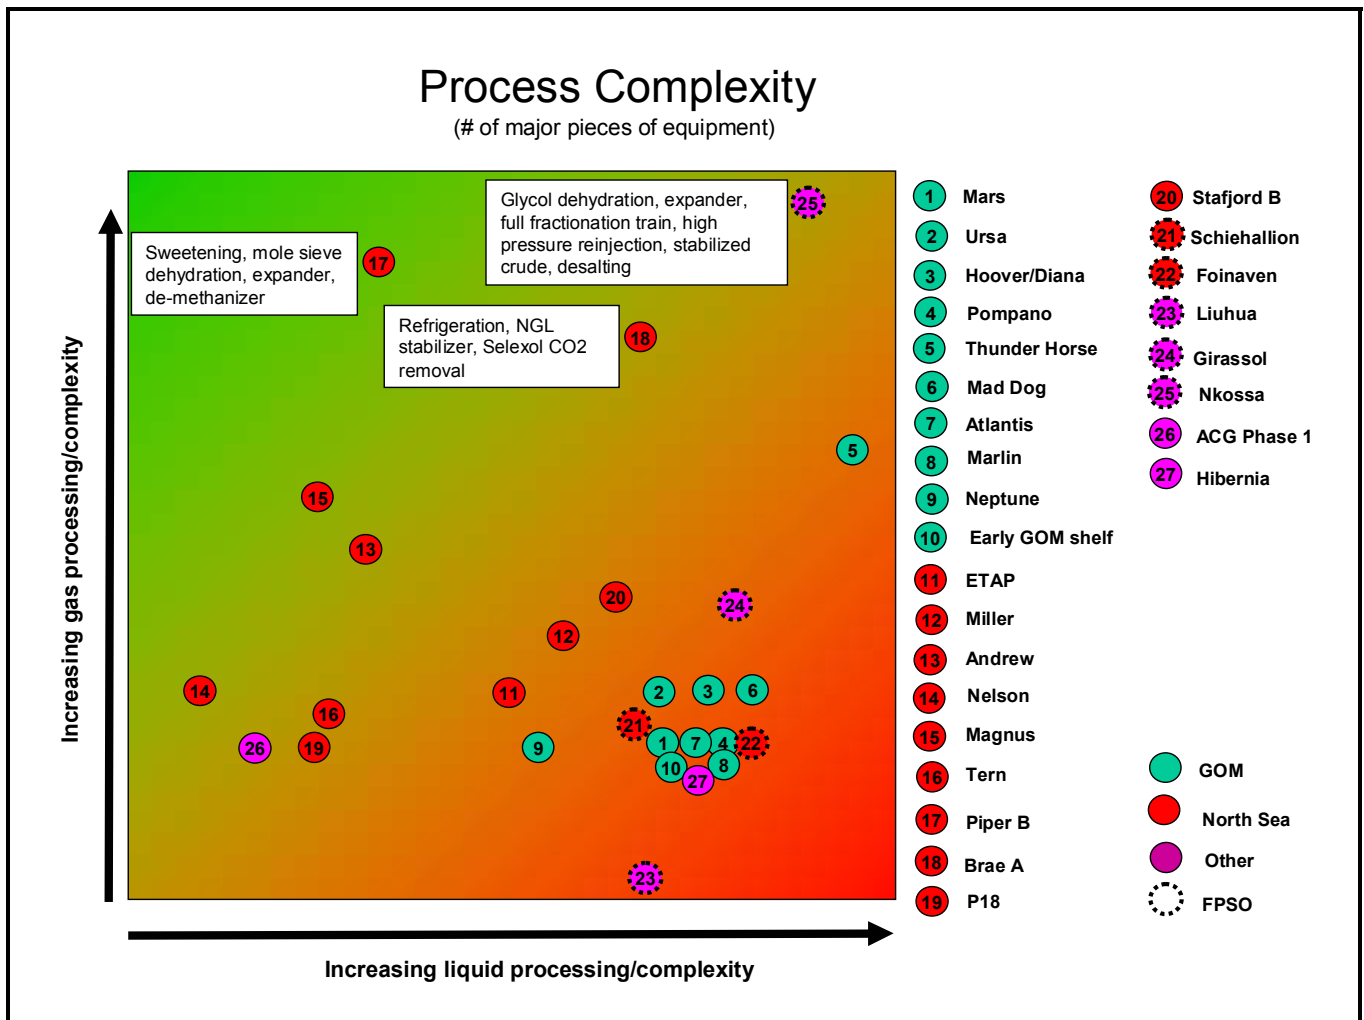 Process Complexity
(# of major pieces of equipment)
Glycol dehydration, expander,
full fractionation train, high
pressure reinjection, stabilized
crude, desalting
25
Sweetening, mole sieve
dehydration, expander,
de-methanizer
17
Refrigeration, NGL
stabilizer, Selexol CO2
removal
18
5
15
13
20
24
12
14
11
2
3
6
16
21
26
19
9
1
7
4
22
10
8
27
23
Increasing gas processing/complexity
Increasing liquid processing/complexity
1 Mars
2 Ursa
3 Hoover/Diana
4 Pompano
5 Thunder Horse
6 Mad Dog
7 Atlantis
8 Marlin
9 Neptune
10 Early GOM shelf
11 ETAP
12 Miller
13 Andrew
14 Nelson
15 Magnus
16 Tern
17 Piper B
18 Brae A
19 P18
20 Stafjord B
21 Schiehallion
22 Foinaven
23 Liuhua
24 Girassol
25 Nkossa
26 ACG Phase 1
27 Hibernia
GOM
North Sea
Other
FPSO